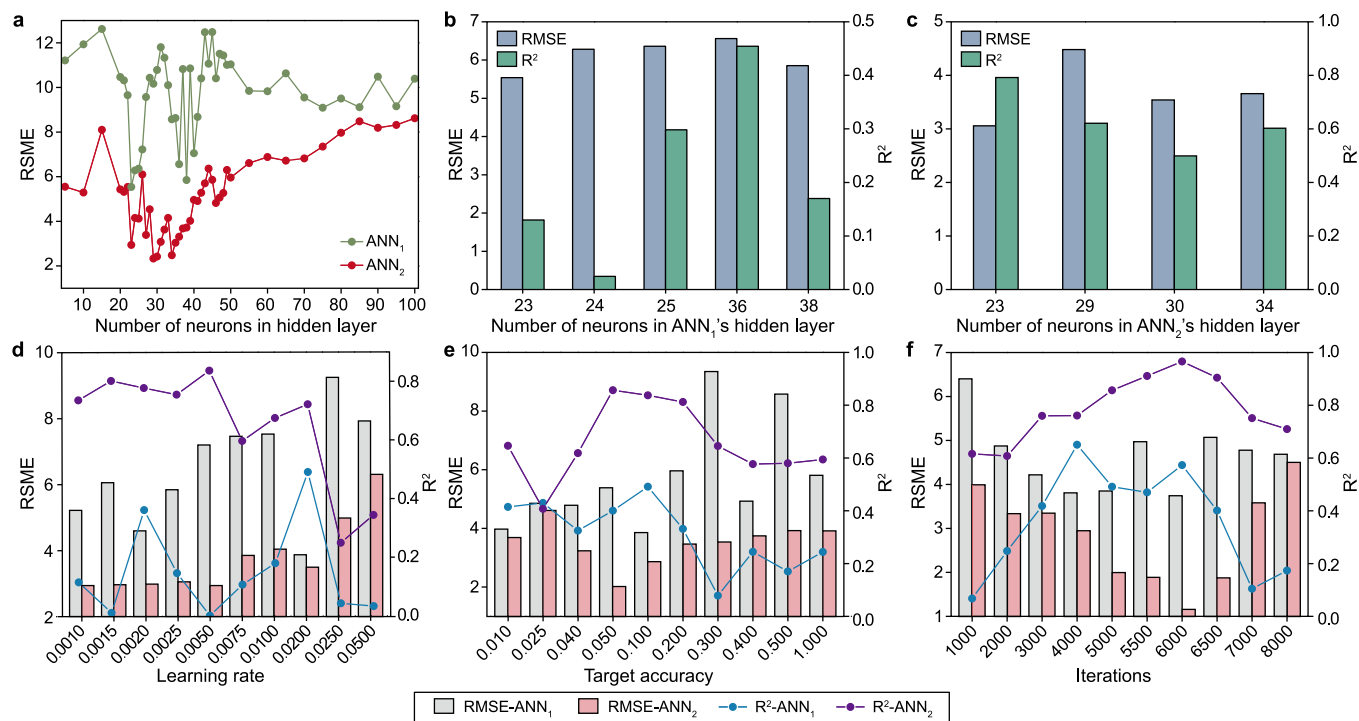 a
RSME
12
10
8
6
4
2
ANN₁
ANN₂
10 20 30 40 50 60 70 80 90 100
Number of neurons in hidden layer
b
RSME
7
6
5
4
3
2
1
0
RMSE
R²
0.5
0.4
0.3
0.2
0.1
0.0
R²
23 24 25 36 38
Number of neurons in ANN₁'s hidden layer
c
RSME
5
4
3
2
1
0
RMSE
R²
1.0
0.8
0.6
0.4
0.2
0.0
R²
23 29 30 34
Number of neurons in ANN₂'s hidden layer
d
RSME
10
8
6
4
2
0.8
0.6
0.4
0.2
0.0
R²
0.0010 0.0015 0.0020 0.0025 0.0050 0.0075 0.0100 0.0200 0.0250 0.0500
Learning rate
e
RSME
10
8
6
4
2
1.0
0.8
0.6
0.4
0.2
0.0
R²
0.010 0.025 0.040 0.050 0.100 0.200 0.300 0.400 0.500 1.000
Target accuracy
f
RSME
7
6
5
4
3
2
1
1.0
0.8
0.6
0.4
0.2
0.0
R²
1000 2000 3000 4000 5000 5500 6000 6500 7000 8000
Iterations
RMSE-ANN₁ RMSE-ANN₂ R²-ANN₁ R²-ANN₂